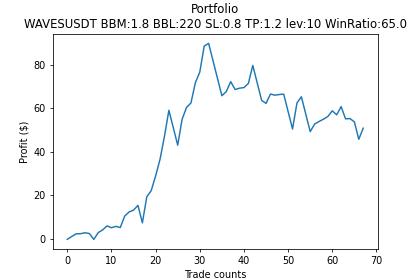 Portfolio
WAVESUSDT BBM:1.8 BBL:220 SL:0.8 TP:1.2 lev:10 WinRatio:65.0
Profit ($)
80
60
40
20
0
0 10 20 30 40 50 60 70
Trade counts